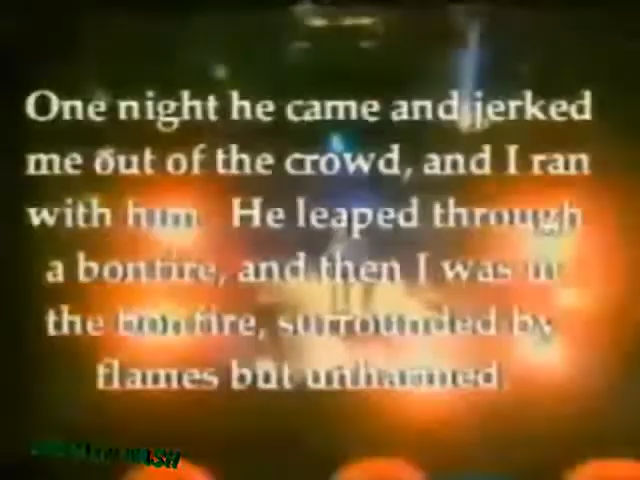 One night he came and jerked
me out of the crowd, and I ran
with him. He leaped through
a bonfire, and then I was in
the bonfire, surrounded by
flames but unharmed.